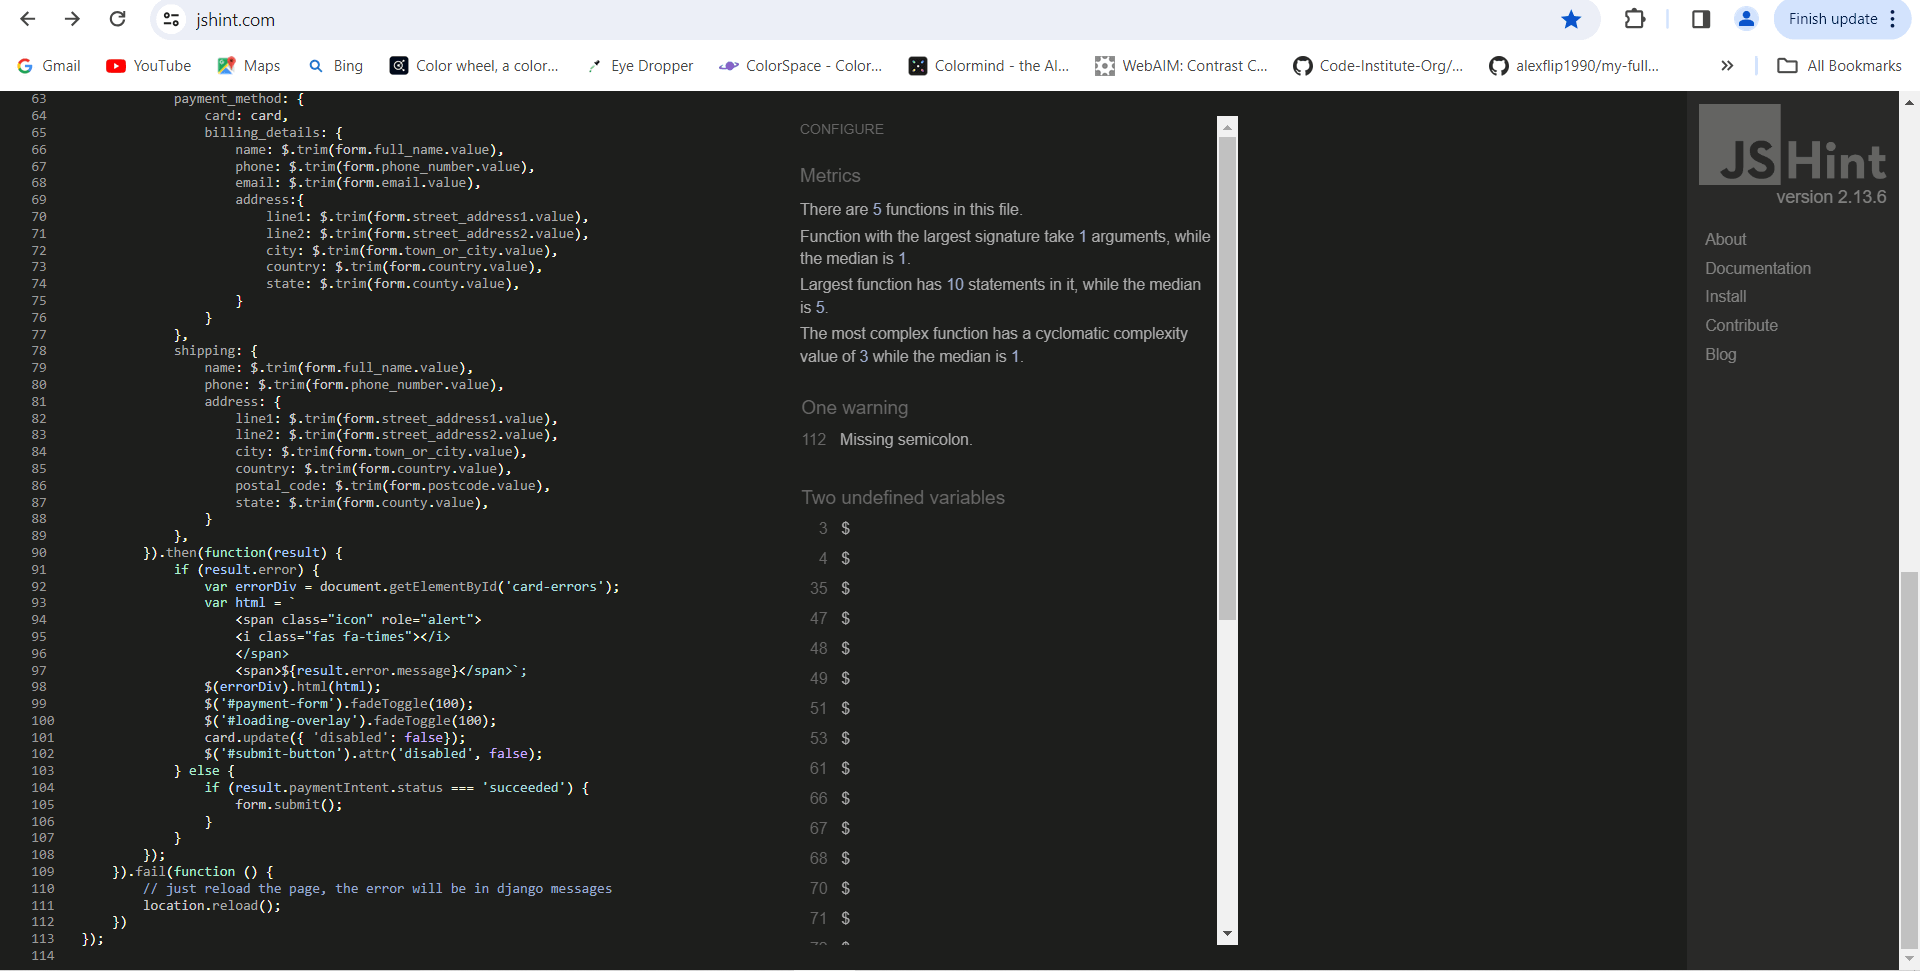 jshint.com
Finish update
Gmail
YouTube
Maps
Bing
Color wheel, a color...
Eye Dropper
ColorSpace - Color...
Colormind - the AI...
WebAIM: Contrast C...
Code-Institute-Org/...
alexflip1990/my-full...
»
All Bookmarks
63 payment_method: {
64 card: card,
65 billing_details: {
66 name: $.trim(form.full_name.value),
67 phone: $.trim(form.phone_number.value),
68 email: $.trim(form.email.value),
69 address:{
70 line1: $.trim(form.street_address1.value),
71 line2: $.trim(form.street_address2.value),
72 city: $.trim(form.town_or_city.value),
73 country: $.trim(form.country.value),
74 state: $.trim(form.county.value),
75 }
76 }
77 },
78 shipping: {
79 name: $.trim(form.full_name.value),
80 phone: $.trim(form.phone_number.value),
81 address: {
82 line1: $.trim(form.street_address1.value),
83 line2: $.trim(form.street_address2.value),
84 city: $.trim(form.town_or_city.value),
85 country: $.trim(form.country.value),
86 postal_code: $.trim(form.postcode.value),
87 state: $.trim(form.county.value),
88 }
89 },
90 }).then(function(result) {
91 if (result.error) {
92 var errorDiv = document.getElementById('card-errors');
93 var html = `
94 <span class="icon" role="alert">
95 <i class="fas fa-times"></i>
96 </span>
97 <span>${result.error.message}</span>`;
98 $(errorDiv).html(html);
99 $('#payment-form').fadeToggle(100);
100 $('#loading-overlay').fadeToggle(100);
101 card.update({ 'disabled': false});
102 $('#submit-button').attr('disabled', false);
103 } else {
104 if (result.paymentIntent.status === 'succeeded') {
105 form.submit();
106 }
107 }
108 });
109 }).fail(function () {
110 // just reload the page, the error will be in django messages
111 location.reload();
112 })
113 });
114
CONFIGURE
Metrics
There are 5 functions in this file.
Function with the largest signature take 1 arguments, while
the median is 1.
Largest function has 10 statements in it, while the median
is 5.
The most complex function has a cyclomatic complexity
value of 3 while the median is 1.
One warning
112 Missing semicolon.
Two undefined variables
3 $
4 $
35 $
47 $
48 $
49 $
51 $
53 $
61 $
66 $
67 $
68 $
70 $
71 $
JSHint
version 2.13.6
About
Documentation
Install
Contribute
Blog